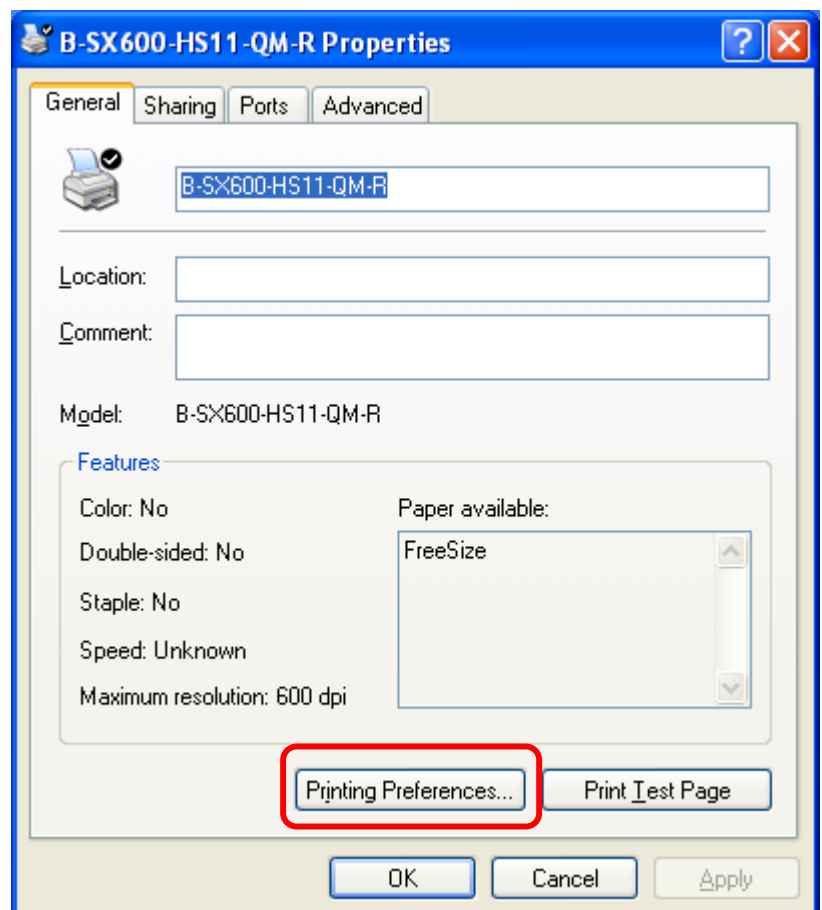 B-SX600-HS11-QM-R Properties
General Sharing Ports Advanced
B-SX600-HS11-QM-R
Location:
Comment:
Model: B-SX600-HS11-QM-R
Features
Color: No
Paper available:
Double-sided: No
FreeSize
Staple: No
Speed: Unknown
Maximum resolution: 600 dpi
Printing Preferences... Print Test Page
OK Cancel Apply